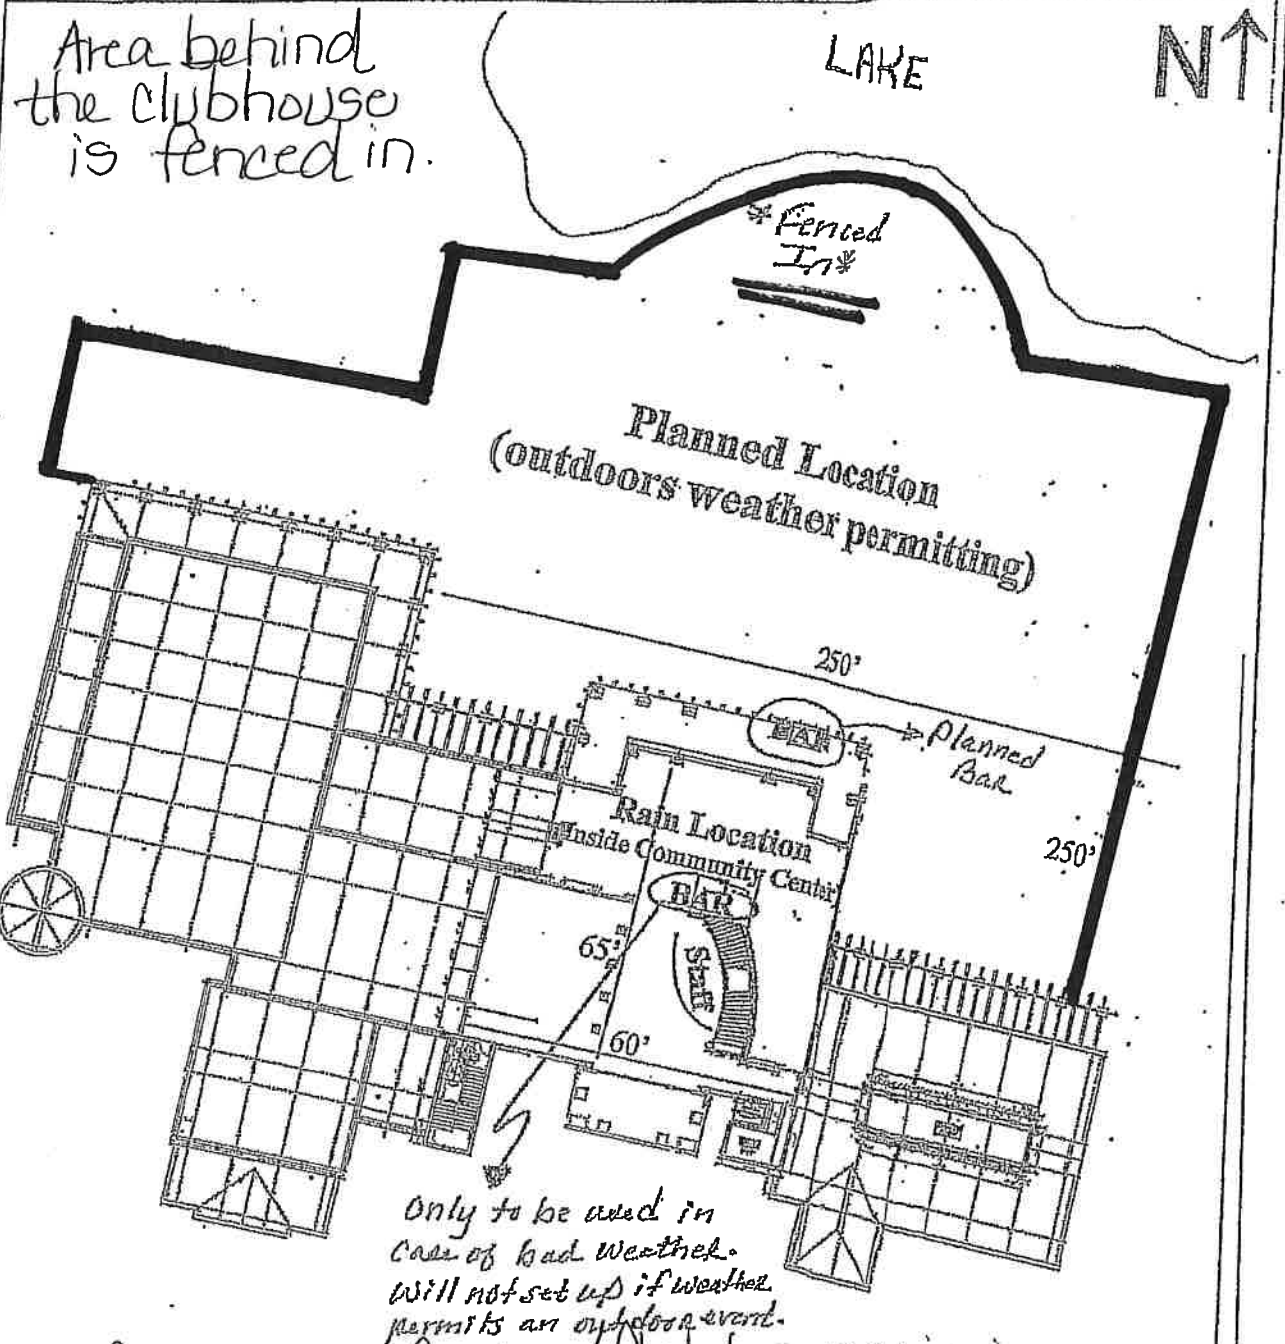 Area behind
the Clubhouse
is fenced in.
LAKE
N
*Fenced
In*
Planned Location
(outdoors weather permitting)
250'
BAR
Planned
Bar
Rain Location
Inside Community Center
250'
BAR
65'
Staff
60'
Only to be used in
case of bad weather.
Will not set up if weather
permits an outdoor event.